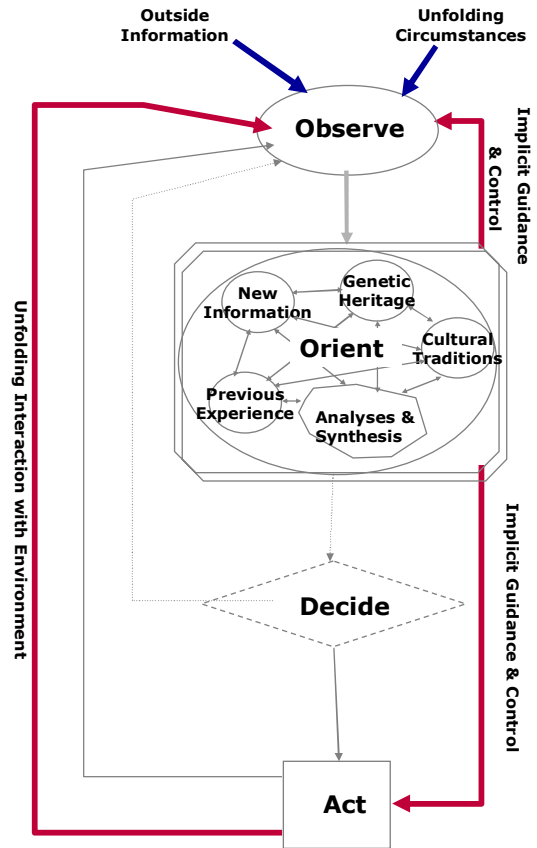 Outside
Information
Unfolding
Circumstances
Observe
Implicit Guidance
& Control
New
Information
Genetic
Heritage
Orient
Cultural
Traditions
Previous
Experience
Analyses &
Synthesis
Unfolding Interaction with Environment
Implicit Guidance & Control
Decide
Act